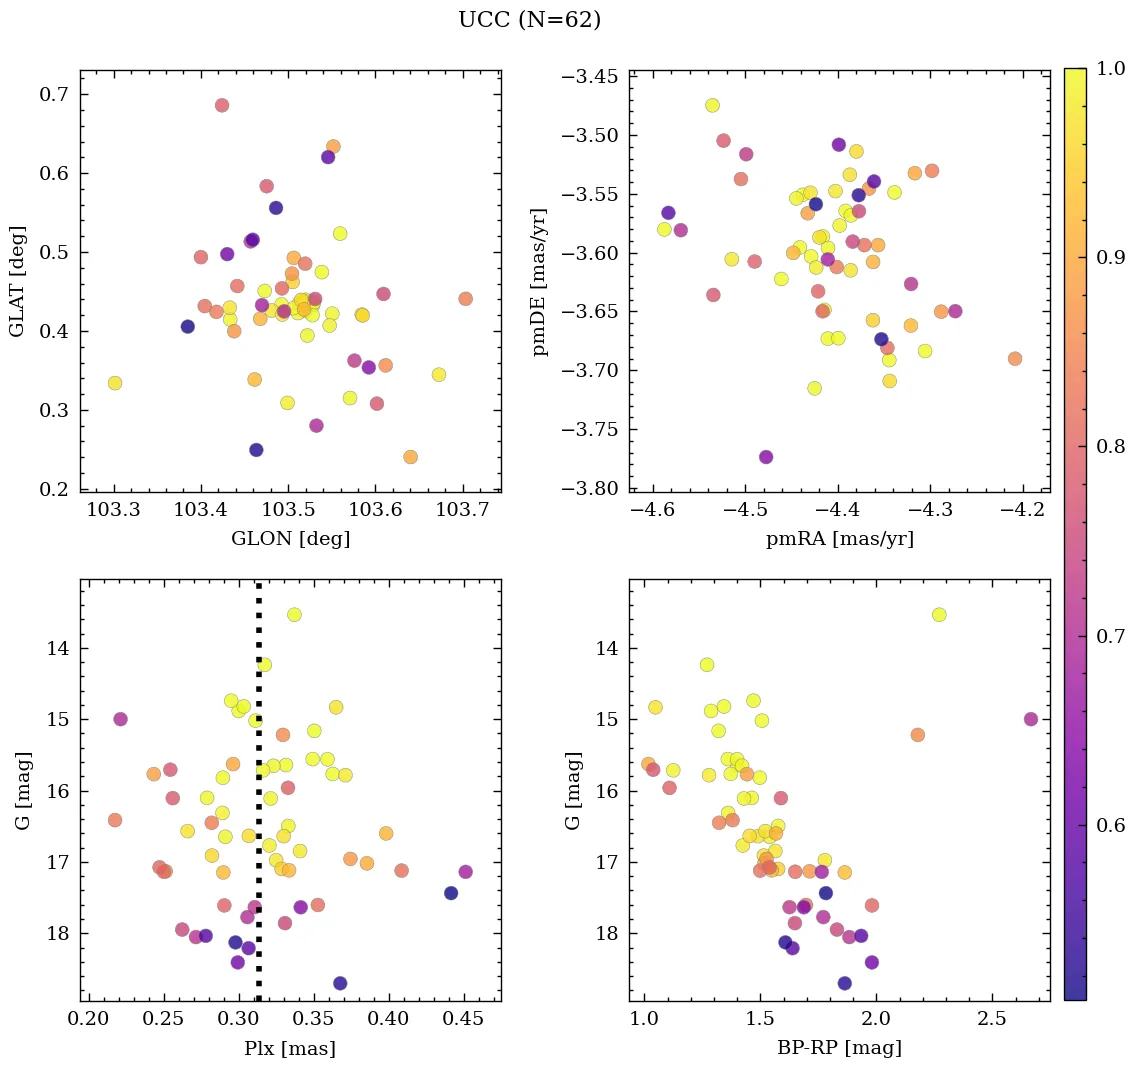 UCC (N=62)
0.7
0.6
0.5
0.4
0.3
0.2
GLAT [deg]
103.3 103.4 103.5 103.6 103.7
GLON [deg]
−3.45
−3.50
−3.55
−3.60
−3.65
−3.70
−3.75
−3.80
pmDE [mas/yr]
−4.6 −4.5 −4.4 −4.3 −4.2
pmRA [mas/yr]
1.0
0.9
0.8
0.7
0.6
14
15
16
17
18
G [mag]
0.20 0.25 0.30 0.35 0.40 0.45
Plx [mas]
14
15
16
17
18
G [mag]
1.0 1.5 2.0 2.5
BP-RP [mag]